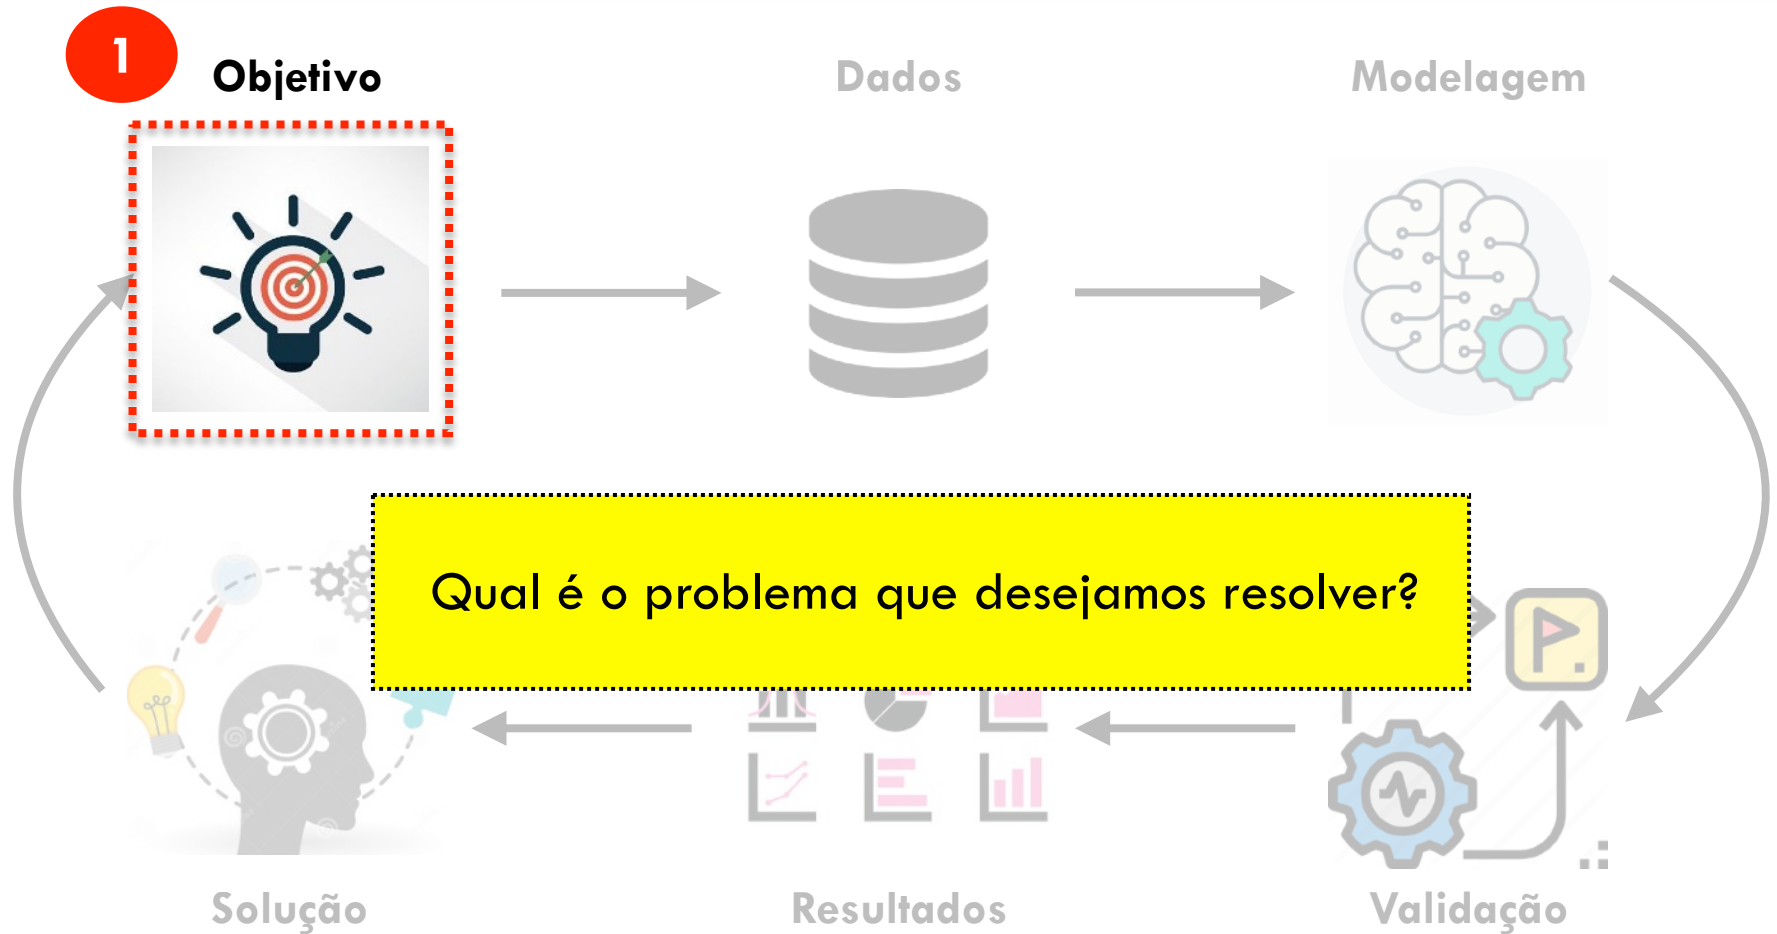 1
Objetivo
Dados
Modelagem
Qual é o problema que desejamos resolver?
Solução
Resultados
Validação